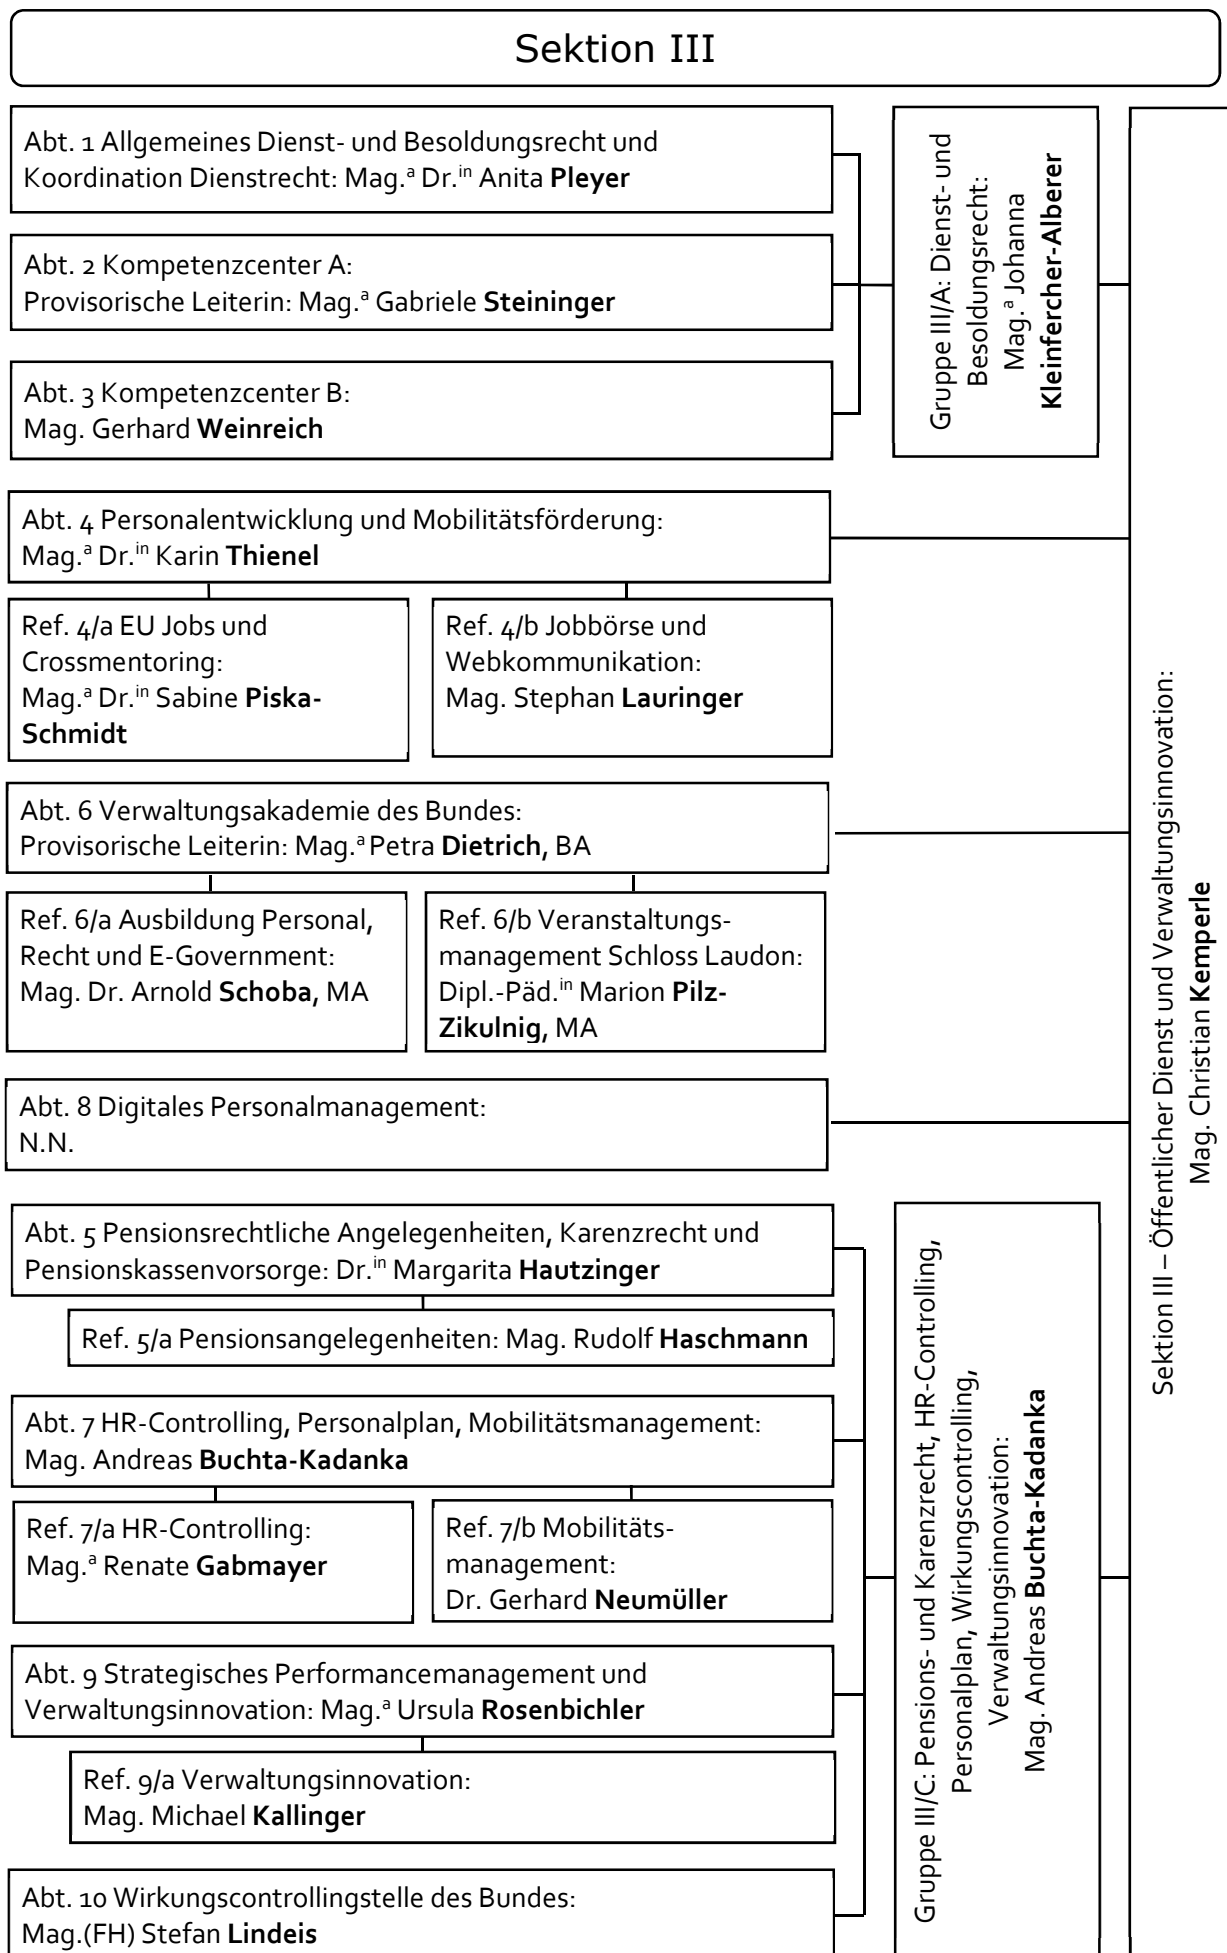 Sektion III
Abt. 1 Allgemeines Dienst- und Besoldungsrecht und
Koordination Dienstrecht: Mag.ª Dr.ⁱⁿ Anita Pleyer
Abt. 2 Kompetenzcenter A:
Provisorische Leiterin: Mag.ª Gabriele Steininger
Abt. 3 Kompetenzcenter B:
Mag. Gerhard Weinreich
Gruppe III/A: Dienst- und
Besoldungsrecht:
Mag.ª Johanna
Kleinfercher-Alberer
Abt. 4 Personalentwicklung und Mobilitätsförderung:
Mag.ª Dr.ⁱⁿ Karin Thienel
Ref. 4/a EU Jobs und
Crossmentoring:
Mag.ª Dr.ⁱⁿ Sabine Piska-
Schmidt
Ref. 4/b Jobbörse und
Webkommunikation:
Mag. Stephan Lauringer
Abt. 6 Verwaltungsakademie des Bundes:
Provisorische Leiterin: Mag.ª Petra Dietrich, BA
Ref. 6/a Ausbildung Personal,
Recht und E-Government:
Mag. Dr. Arnold Schoba, MA
Ref. 6/b Veranstaltungs-
management Schloss Laudon:
Dipl.-Päd.ⁱⁿ Marion Pilz-
Zikulnig, MA
Abt. 8 Digitales Personalmanagement:
N.N.
Abt. 5 Pensionsrechtliche Angelegenheiten, Karenzrecht und
Pensionskassenvorsorge: Dr.ⁱⁿ Margarita Hautzinger
Ref. 5/a Pensionsangelegenheiten: Mag. Rudolf Haschmann
Abt. 7 HR-Controlling, Personalplan, Mobilitätsmanagement:
Mag. Andreas Buchta-Kadanka
Ref. 7/a HR-Controlling:
Mag.ª Renate Gabmayer
Ref. 7/b Mobilitäts-
management:
Dr. Gerhard Neumüller
Abt. 9 Strategisches Performancemanagement und
Verwaltungsinnovation: Mag.ª Ursula Rosenbichler
Ref. 9/a Verwaltungsinnovation:
Mag. Michael Kallinger
Abt. 10 Wirkungscontrollingstelle des Bundes:
Mag.(FH) Stefan Lindeis
Gruppe III/C: Pensions- und Karenzrecht, HR-Controlling,
Personalplan, Wirkungscontrolling,
Verwaltungsinnovation:
Mag. Andreas Buchta-Kadanka
Sektion III – Öffentlicher Dienst und Verwaltungsinnovation:
Mag. Christian Kemperle